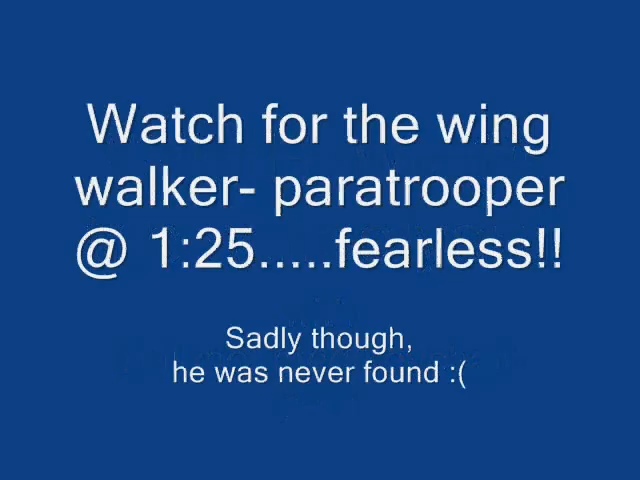 Watch for the wing
walker- paratrooper
@ 1:25.....fearless!!
Sadly though,
he was never found :(